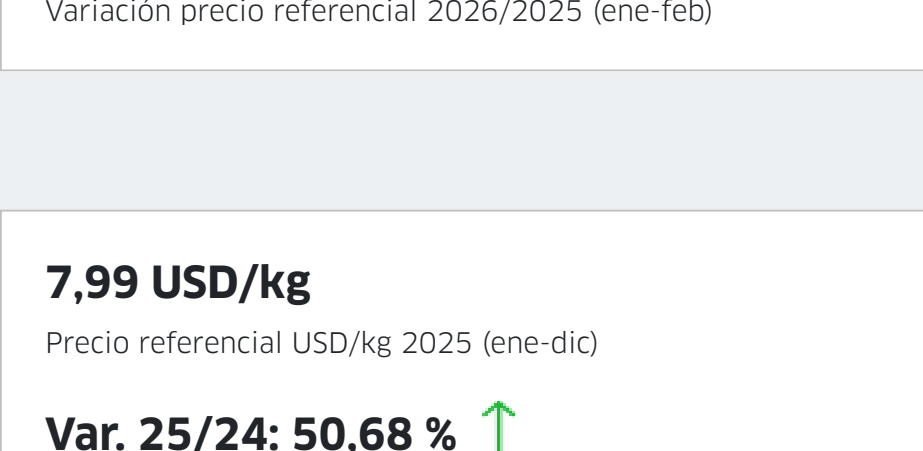 Variación precio referencial 2026/2025 (ene-feb)
7,99 USD/kg
Precio referencial USD/kg 2025 (ene-dic)
Var. 25/24: 50,68 %